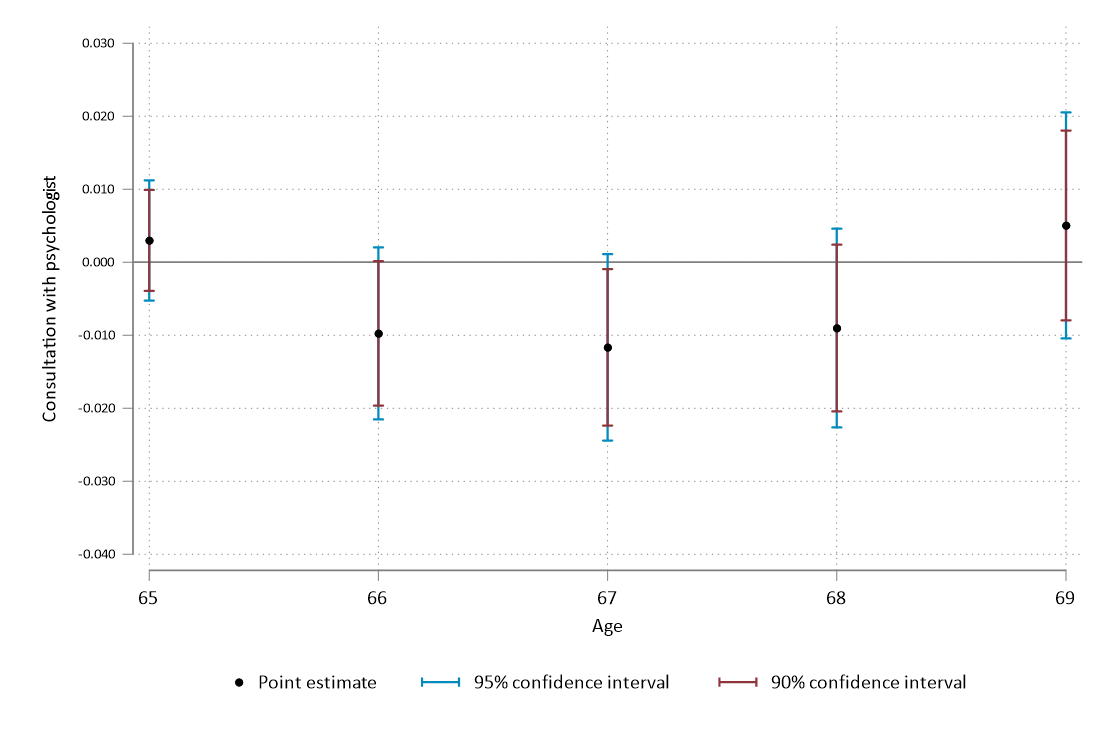 Consultation with psychologist
0.030
0.020
0.010
0.000
-0.010
-0.020
-0.030
-0.040
65 66 67 68 69
Age
Point estimate 95% confidence interval 90% confidence interval